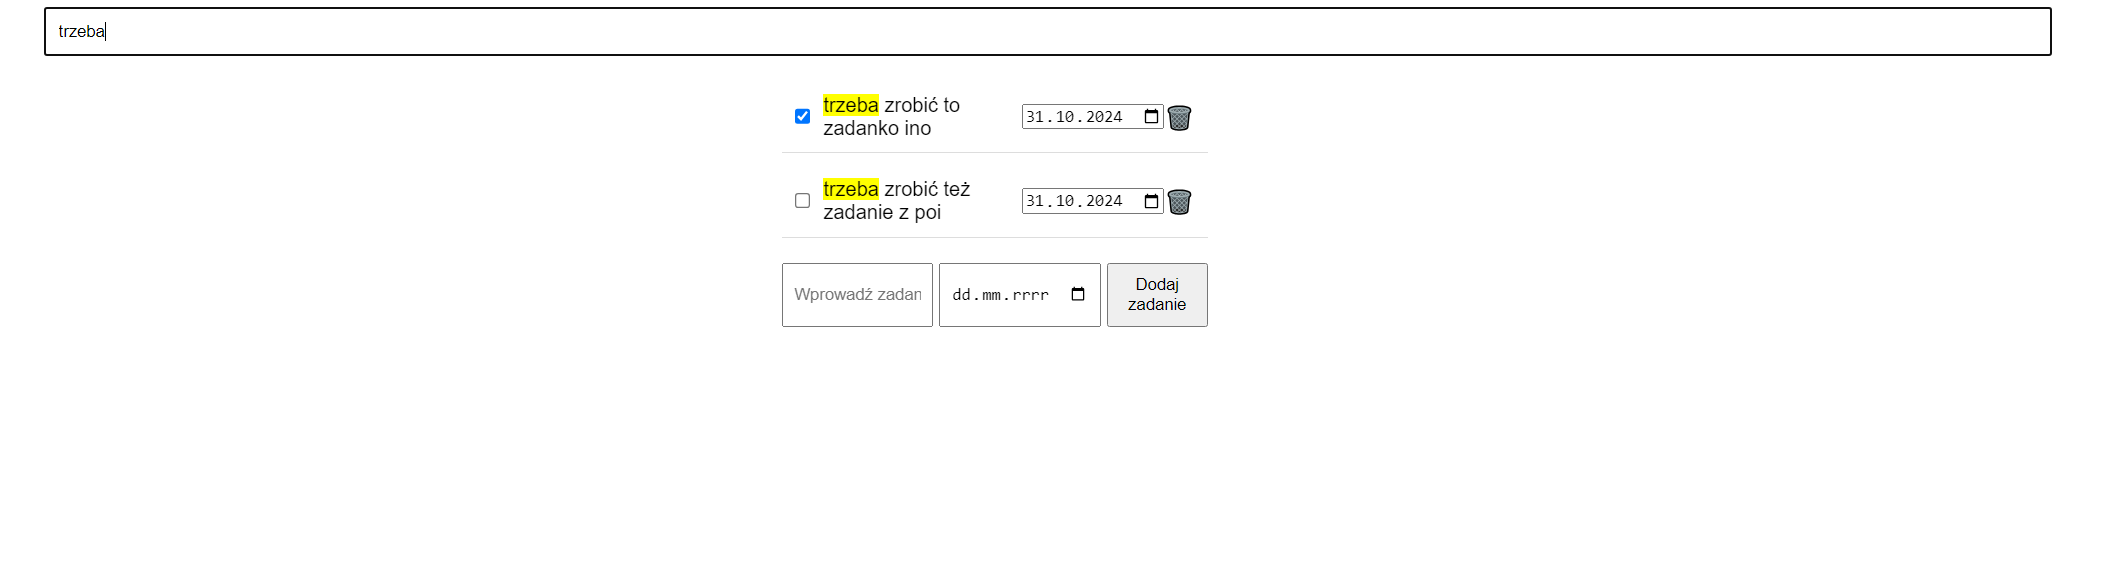 trzeba
trzeba zrobić to
zadanko ino
31.10.2024
trzeba zrobić też
zadanie z poi
31.10.2024
Wprowadź zadan
dd.mm.rrrr
Dodaj
zadanie